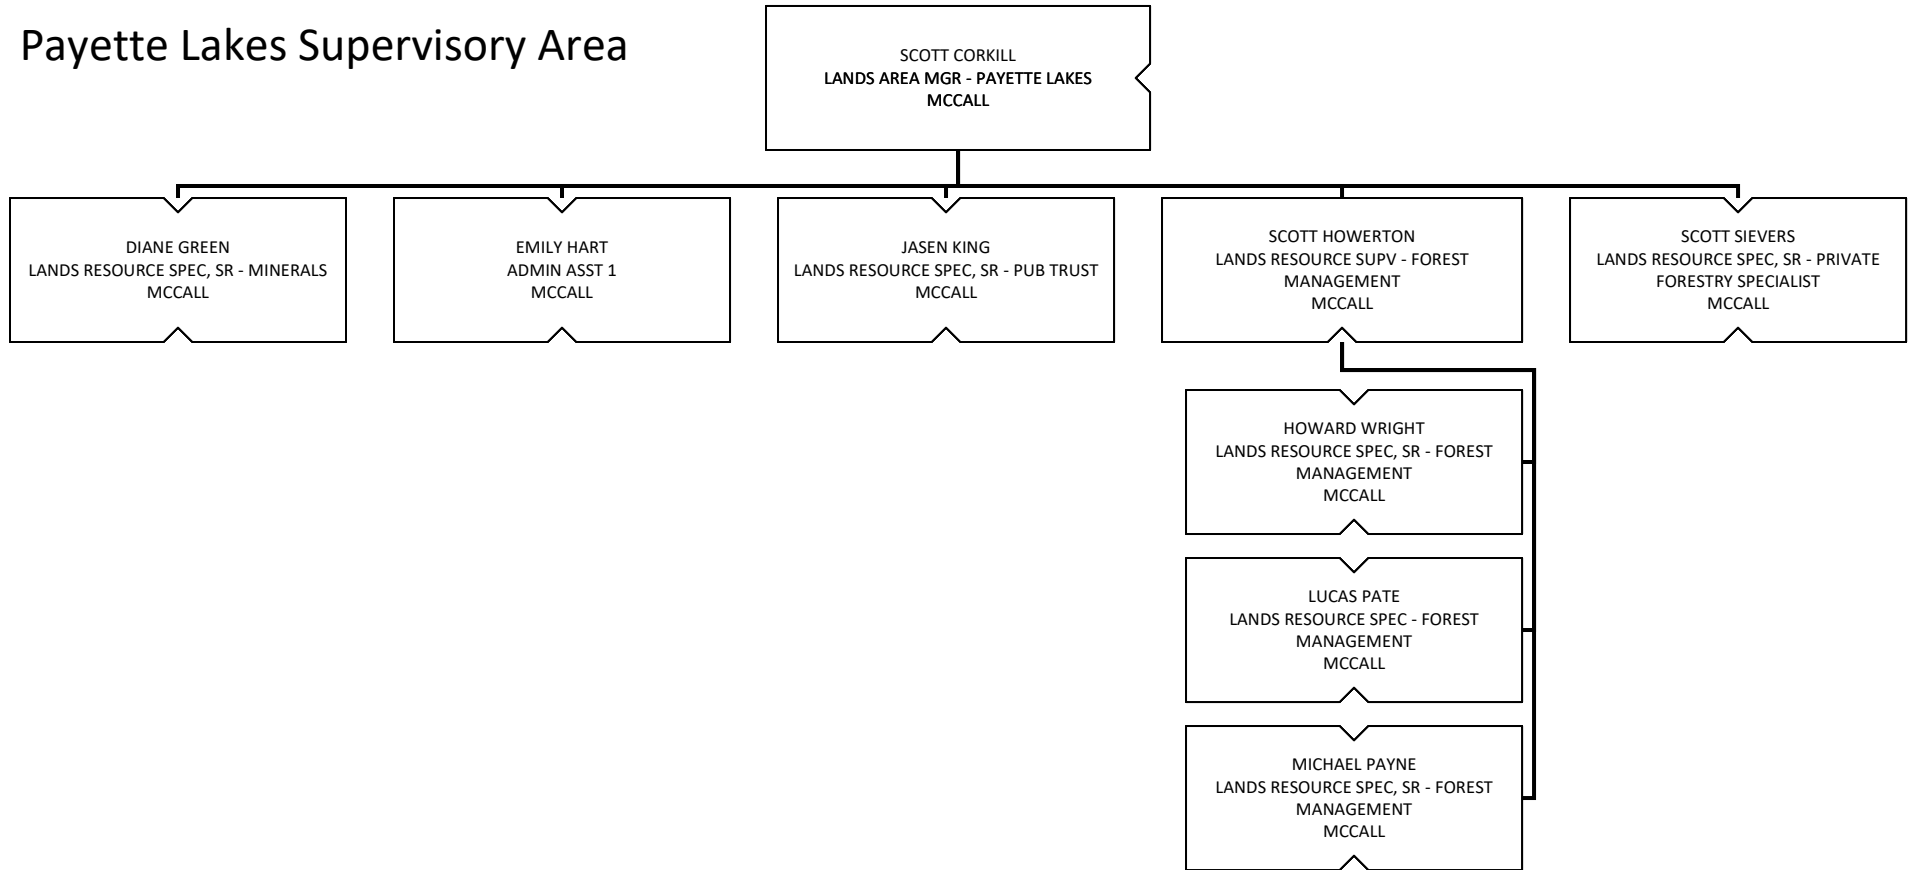 Payette Lakes Supervisory Area
SCOTT CORKILL
LANDS AREA MGR - PAYETTE LAKES
MCCALL
DIANE GREEN
LANDS RESOURCE SPEC, SR - MINERALS
MCCALL
EMILY HART
ADMIN ASST 1
MCCALL
JASEN KING
LANDS RESOURCE SPEC, SR - PUB TRUST
MCCALL
SCOTT HOWERTON
LANDS RESOURCE SUPV - FOREST
MANAGEMENT
MCCALL
SCOTT SIEVERS
LANDS RESOURCE SPEC, SR - PRIVATE
FORESTRY SPECIALIST
MCCALL
HOWARD WRIGHT
LANDS RESOURCE SPEC, SR - FOREST
MANAGEMENT
MCCALL
LUCAS PATE
LANDS RESOURCE SPEC - FOREST
MANAGEMENT
MCCALL
MICHAEL PAYNE
LANDS RESOURCE SPEC, SR - FOREST
MANAGEMENT
MCCALL